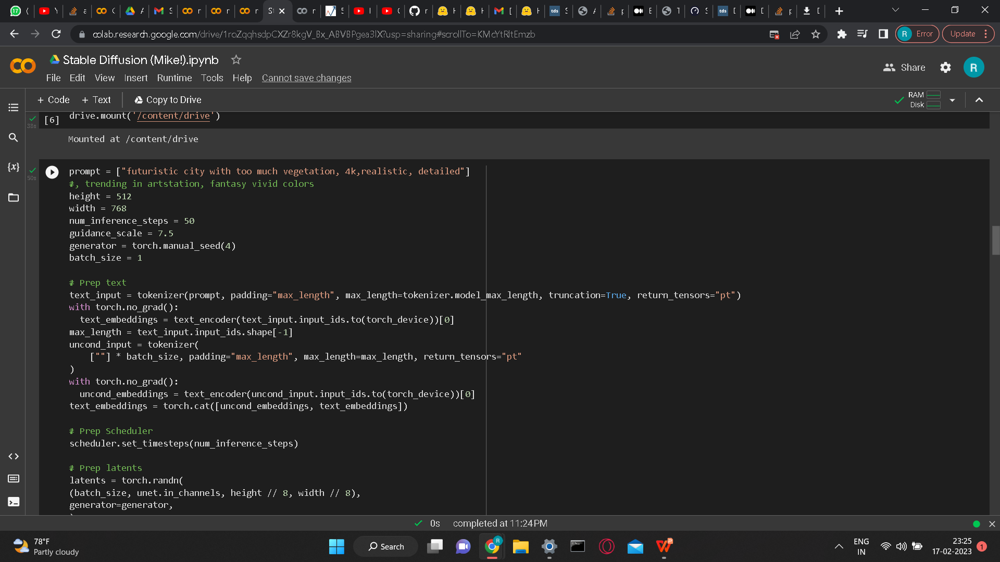 colab.research.google.com/drive/1roZqqhsdpCXZr8kgV_Bx_ABVBPgea3lX?usp=sharing#scrollTo=KMcYtRltEmzb
R Error
Update
Stable Diffusion (Mike!).ipynb
Share
R
File Edit View Insert Runtime Tools Help Cannot save changes
+ Code + Text Copy to Drive
RAM
Disk
38s
[6] drive.mount('/content/drive')
Mounted at /content/drive
50s
prompt = ["futuristic city with too much vegetation, 4k,realistic, detailed"]
#, trending in artstation, fantasy vivid colors
height = 512
width = 768
num_inference_steps = 50
guidance_scale = 7.5
generator = torch.manual_seed(4)
batch_size = 1
# Prep text
text_input = tokenizer(prompt, padding="max_length", max_length=tokenizer.model_max_length, truncation=True, return_tensors="pt")
with torch.no_grad():
text_embeddings = text_encoder(text_input.input_ids.to(torch_device))[0]
max_length = text_input.input_ids.shape[-1]
uncond_input = tokenizer(
[""] * batch_size, padding="max_length", max_length=max_length, return_tensors="pt"
)
with torch.no_grad():
uncond_embeddings = text_encoder(uncond_input.input_ids.to(torch_device))[0]
text_embeddings = torch.cat([uncond_embeddings, text_embeddings])
# Prep Scheduler
scheduler.set_timesteps(num_inference_steps)
# Prep latents
latents = torch.randn(
(batch_size, unet.in_channels, height // 8, width // 8),
generator=generator,
0s completed at 11:24 PM
78°F
Partly cloudy
Search
ENG
IN
23:25
17-02-2023
1